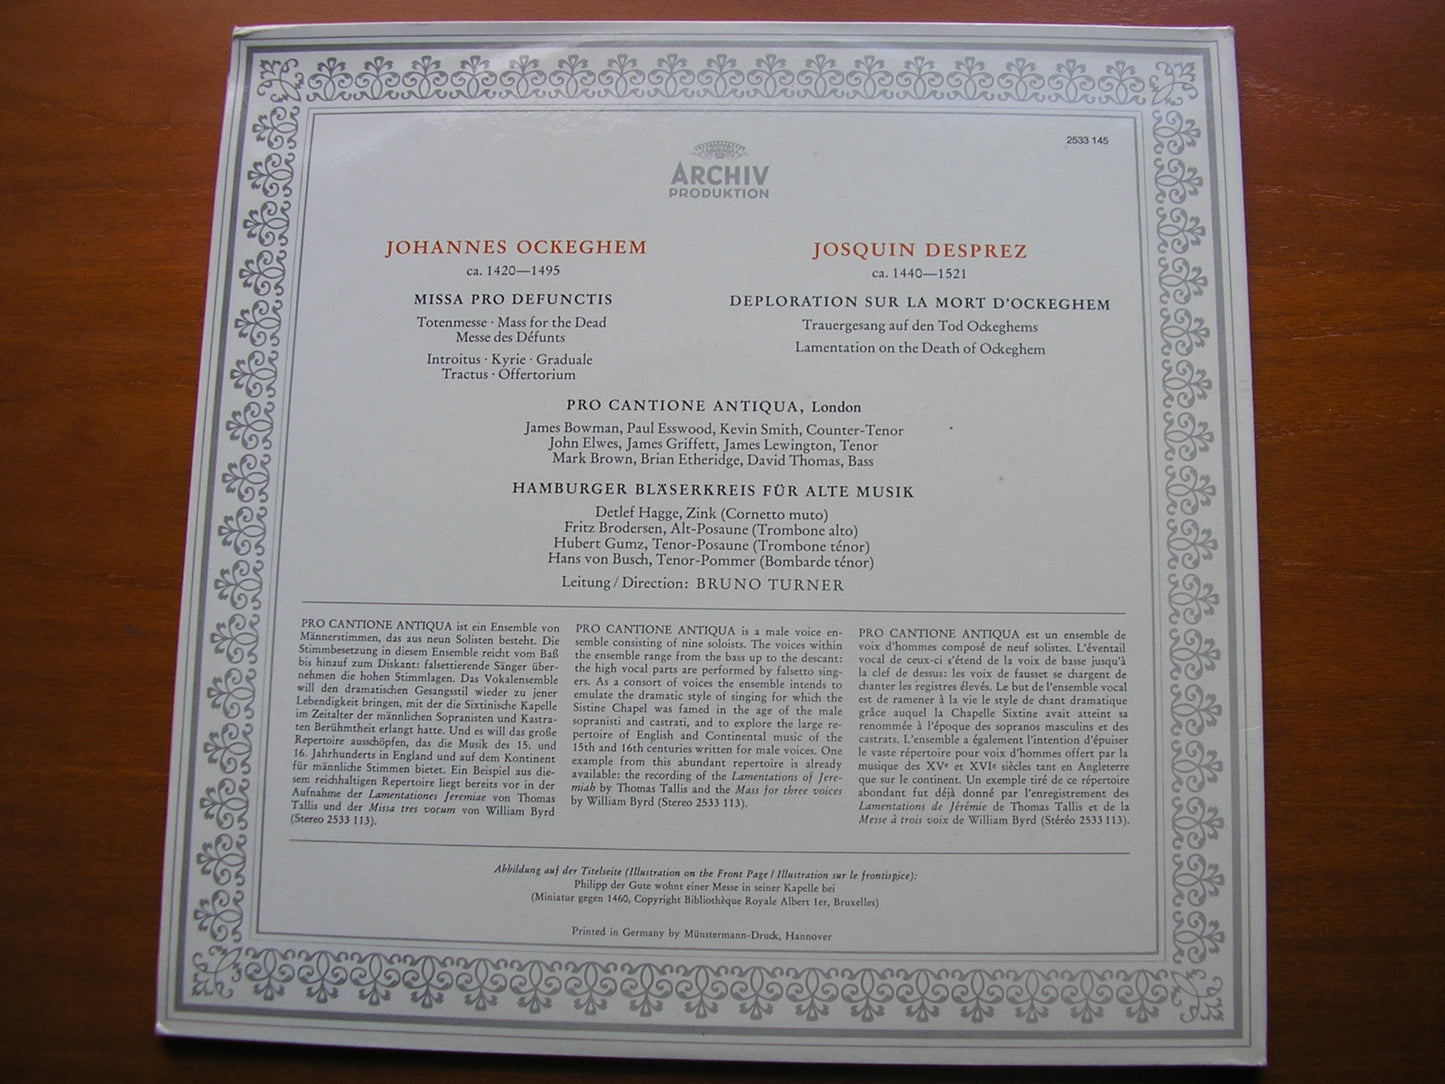 2533 145
ARCHIV
PRODUKTION
JOHANNES OCKEGHEM
ca. 1420—1495
MISSA PRO DEFUNCTIS
Totenmesse · Mass for the Dead
Messe des Défunts
Introitus · Kyrie · Graduale
Tractus · Offertorium
JOSQUIN DESPREZ
ca. 1440—1521
DEPLORATION SUR LA MORT D'OCKEGHEM
Trauergesang auf den Tod Ockeghems
Lamentation on the Death of Ockeghem
PRO CANTIONE ANTIQUA, London
James Bowman, Paul Esswood, Kevin Smith, Counter-Tenor
John Elwes, James Griffett, James Lewington, Tenor
Mark Brown, Brian Etheridge, David Thomas, Bass
HAMBURGER BLÄSERKREIS FÜR ALTE MUSIK
Detlef Hagge, Zink (Cornetto muto)
Fritz Brodersen, Alt-Posaune (Trombone alto)
Hubert Gumz, Tenor-Posaune (Trombone ténor)
Hans von Busch, Tenor-Pommer (Bombarde ténor)
Leitung / Direction: BRUNO TURNER
PRO CANTIONE ANTIQUA ist ein Ensemble von
Männerstimmen, das aus neun Solisten besteht. Die
Stimmbesetzung in diesem Ensemble reicht vom Baß
bis hinauf zum Diskant: falsettierende Sänger über-
nehmen die hohen Stimmlagen. Das Vokalensemble
will den dramatischen Gesangsstil wieder zu jener
Lebendigkeit bringen, mit der die Sixtinische Kapelle
im Zeitalter der männlichen Sopranisten und Kastra-
ten Berühmtheit erlangt hatte. Und es will das große
Repertoire ausschöpfen, das die Musik des 15. und
16. Jahrhunderts in England und auf dem Kontinent
für männliche Stimmen bietet. Ein Beispiel aus die-
sem reichhaltigen Repertoire liegt bereits vor in der
Aufnahme der Lamentationes Jeremiae von Thomas
Tallis und der Missa tres vocum von William Byrd
(Stereo 2533 113).
PRO CANTIONE ANTIQUA is a male voice en-
semble consisting of nine soloists. The voices within
the ensemble range from the bass up to the descant:
the high vocal parts are performed by falsetto sing-
ers. As a consort of voices the ensemble intends to
emulate the dramatic style of singing for which the
Sistine Chapel was famed in the age of the male
sopranisti and castrati, and to explore the large re-
pertoire of English and Continental music of the
15th and 16th centuries written for male voices. One
example from this abundant repertoire is already
available: the recording of the Lamentations of Jere-
miah by Thomas Tallis and the Mass for three voices
by William Byrd (Stereo 2533 113).
PRO CANTIONE ANTIQUA est un ensemble de
voix d'hommes composé de neuf solistes. L'éventail
vocal de ceux-ci s'étend de la voix de basse jusqu'à
la clef de dessus: les voix de fausset se chargent de
chanter les registres élevés. Le but de l'ensemble vocal
est de ramener à la vie le style de chant dramatique
grâce auquel la Chapelle Sixtine avait atteint sa
renommée à l'époque des sopranos masculins et des
castrats. L'ensemble a également l'intention d'épuiser
le vaste répertoire pour voix d'hommes offert par la
musique des XVe et XVIe siècles tant en Angleterre
que sur le continent. Un exemple tiré de ce répertoire
abondant fut déjà donné par l'enregistrement des
Lamentations de Jérémie de Thomas Tallis et de la
Messe à trois voix de William Byrd (Stéréo 2533 113).
Abbildung auf der Titelseite (Illustration on the Front Page / Illustration sur le frontispice):
Philipp der Gute wohnt einer Messe in seiner Kapelle bei
(Miniatur gegen 1460, Copyright Bibliothèque Royale Albert 1er, Bruxelles)
Printed in Germany by Münstermann-Druck, Hannover